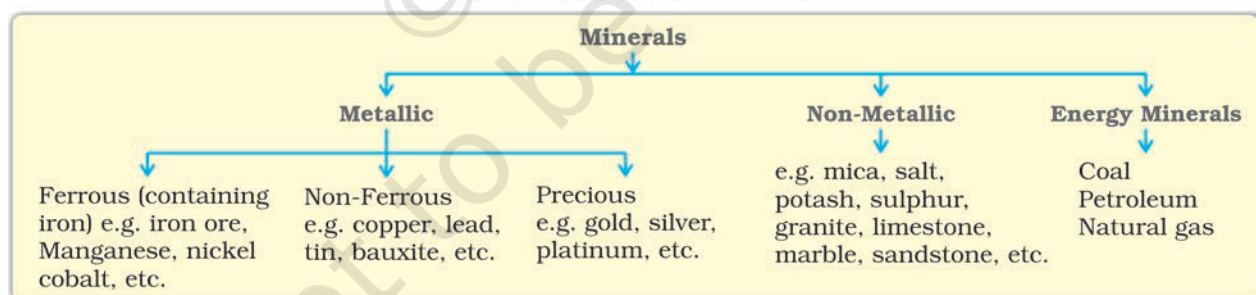 Minerals
Metallic
Non-Metallic
Energy Minerals
Ferrous (containing
iron) e.g. iron ore,
Manganese, nickel
cobalt, etc.
Non-Ferrous
e.g. copper, lead,
tin, bauxite, etc.
Precious
e.g. gold, silver,
platinum, etc.
e.g. mica, salt,
potash, sulphur,
granite, limestone,
marble, sandstone, etc.
Coal
Petroleum
Natural gas
© 
t to be